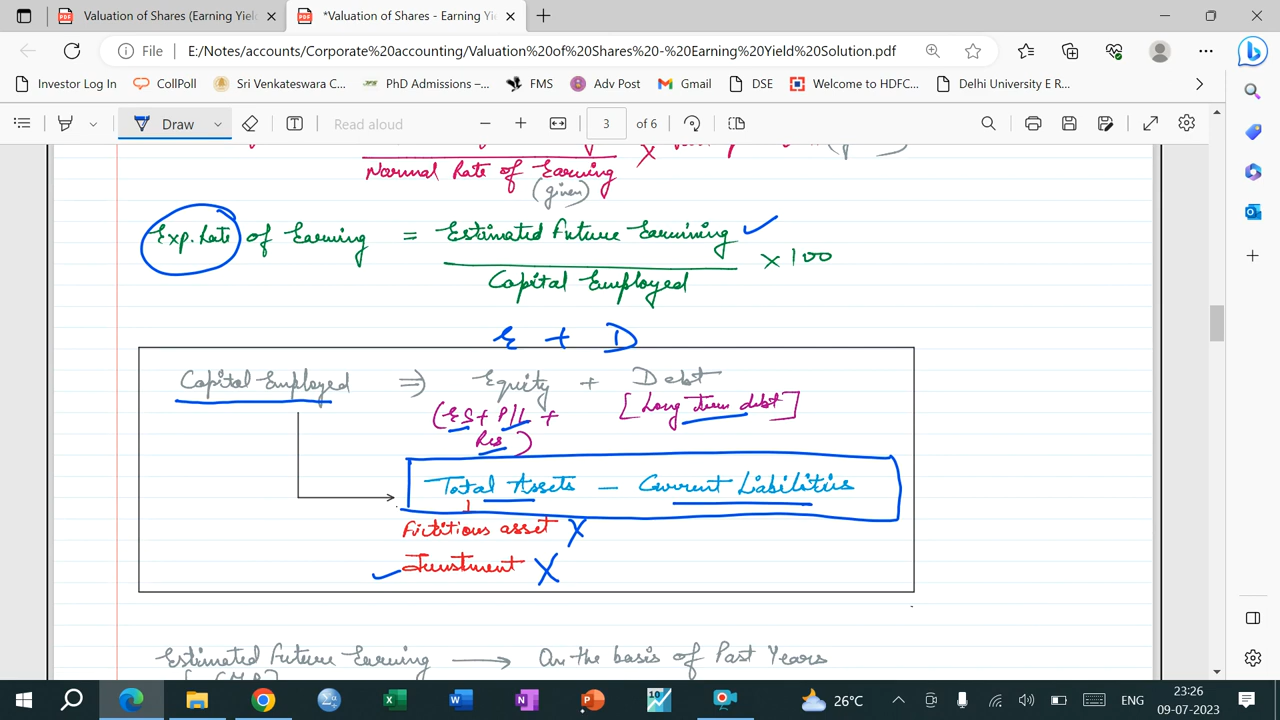 Valuation of Shares (Earning Yiel
*Valuation of Shares - Earning Yi
File
E:/Notes/accounts/Corporate%20accounting/Valuation%20of%20Shares%20-%20Earning%20Yield%20Solution.pdf
Investor Log In
CollPoll
Sri Venkateswara C...
PhD Admissions –...
FMS
Adv Post
Gmail
DSE
Welcome to HDFC...
Delhi University E R...
Draw
Read aloud
3 of 6
Normal Rate of Earning
(given)
Exp. Rate of Earning = Estimated Future Earnining
x 100
Capital Employed
E + D
Capital Employed ⇒ Equity + Debt
(ES + P/L + [Long term debt]
Res)
Total Assets – Current Liabilities
Fictitious asset X
Investment X
Estimated Future Earning → On the basis of Past Years
26°C
ENG
23:26
09-07-2023